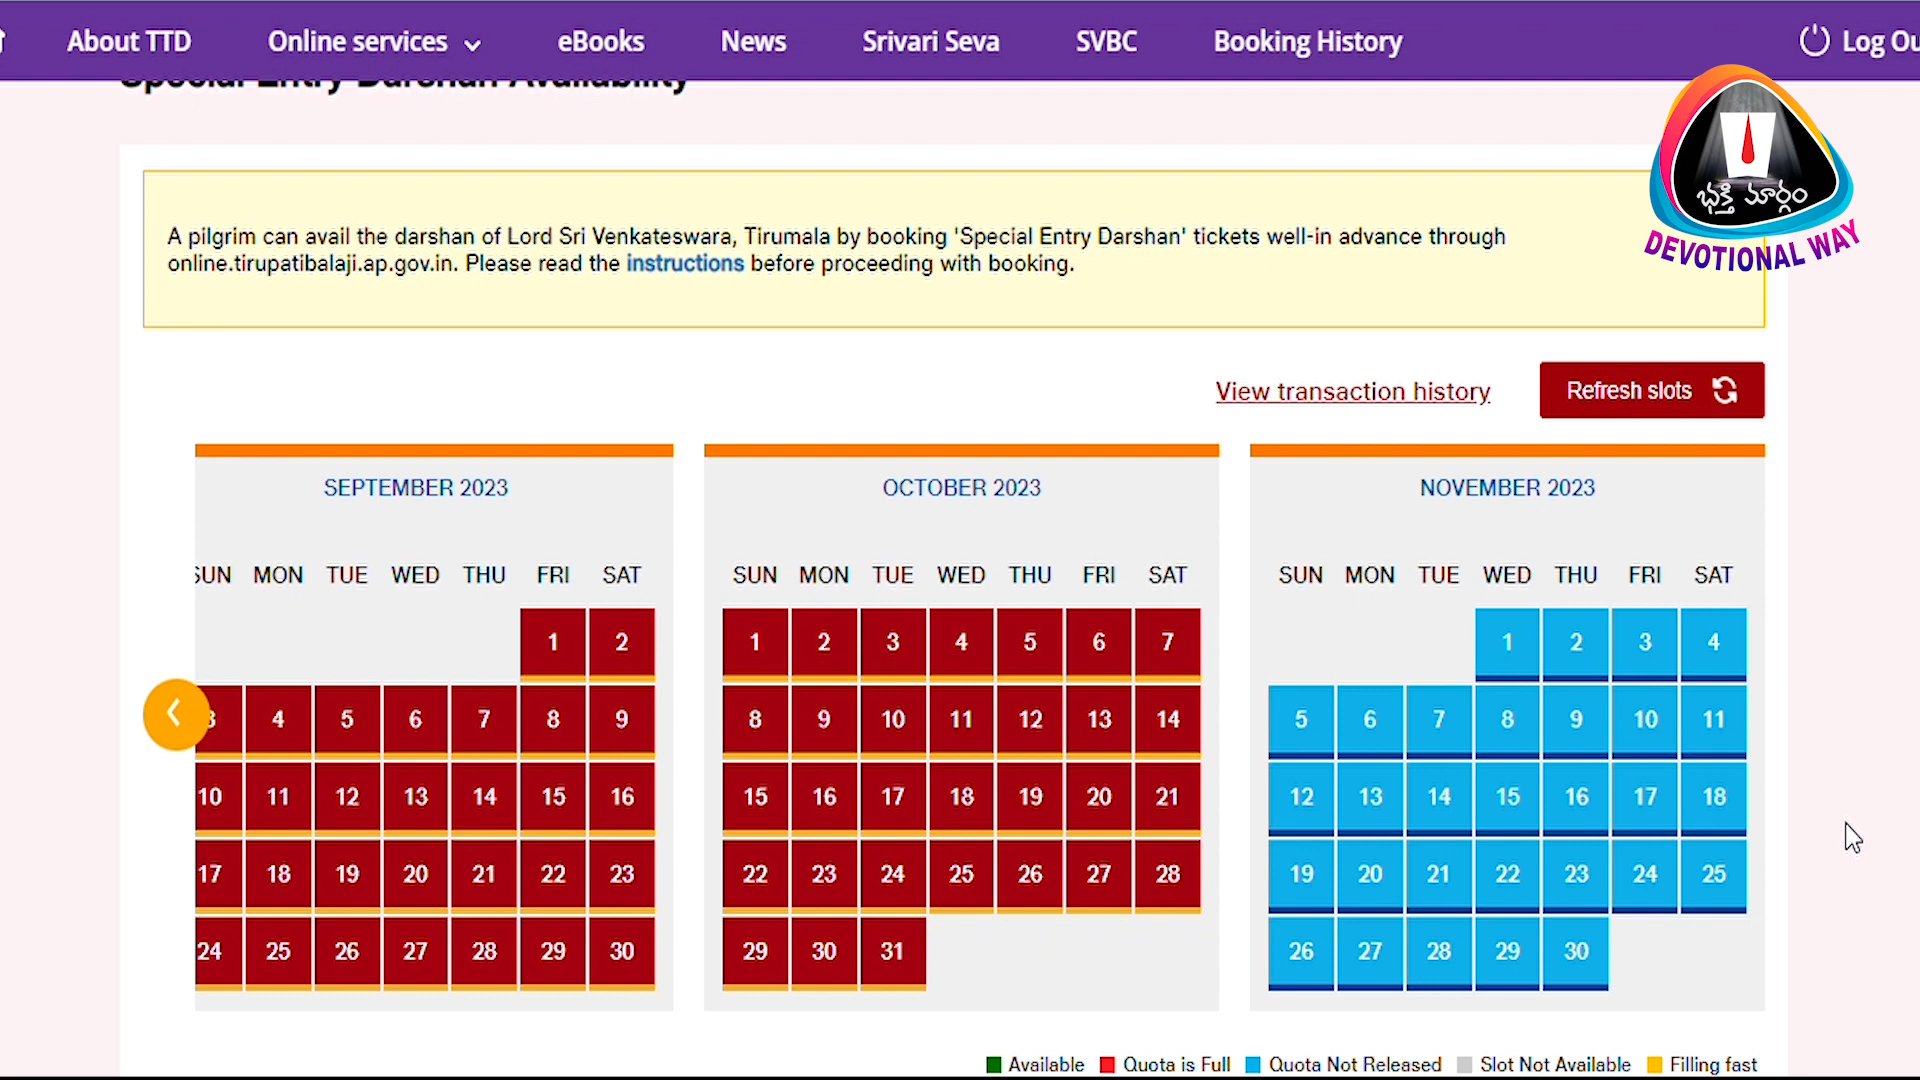 About TTD Online services eBooks News Srivari Seva SVBC Booking History Log Ou
Special Entry Darshan Availability
భక్తి మార్గం
DEVOTIONAL WAY
A pilgrim can avail the darshan of Lord Sri Venkateswara, Tirumala by booking 'Special Entry Darshan' tickets well-in advance through
online.tirupatibalaji.ap.gov.in. Please read the instructions before proceeding with booking.
View transaction history Refresh slots
SEPTEMBER 2023
SUN MON TUE WED THU FRI SAT
1 2
3 4 5 6 7 8 9
10 11 12 13 14 15 16
17 18 19 20 21 22 23
24 25 26 27 28 29 30
OCTOBER 2023
SUN MON TUE WED THU FRI SAT
1 2 3 4 5 6 7
8 9 10 11 12 13 14
15 16 17 18 19 20 21
22 23 24 25 26 27 28
29 30 31
NOVEMBER 2023
SUN MON TUE WED THU FRI SAT
1 2 3 4
5 6 7 8 9 10 11
12 13 14 15 16 17 18
19 20 21 22 23 24 25
26 27 28 29 30
Available Quota is Full Quota Not Released Slot Not Available Filling fast